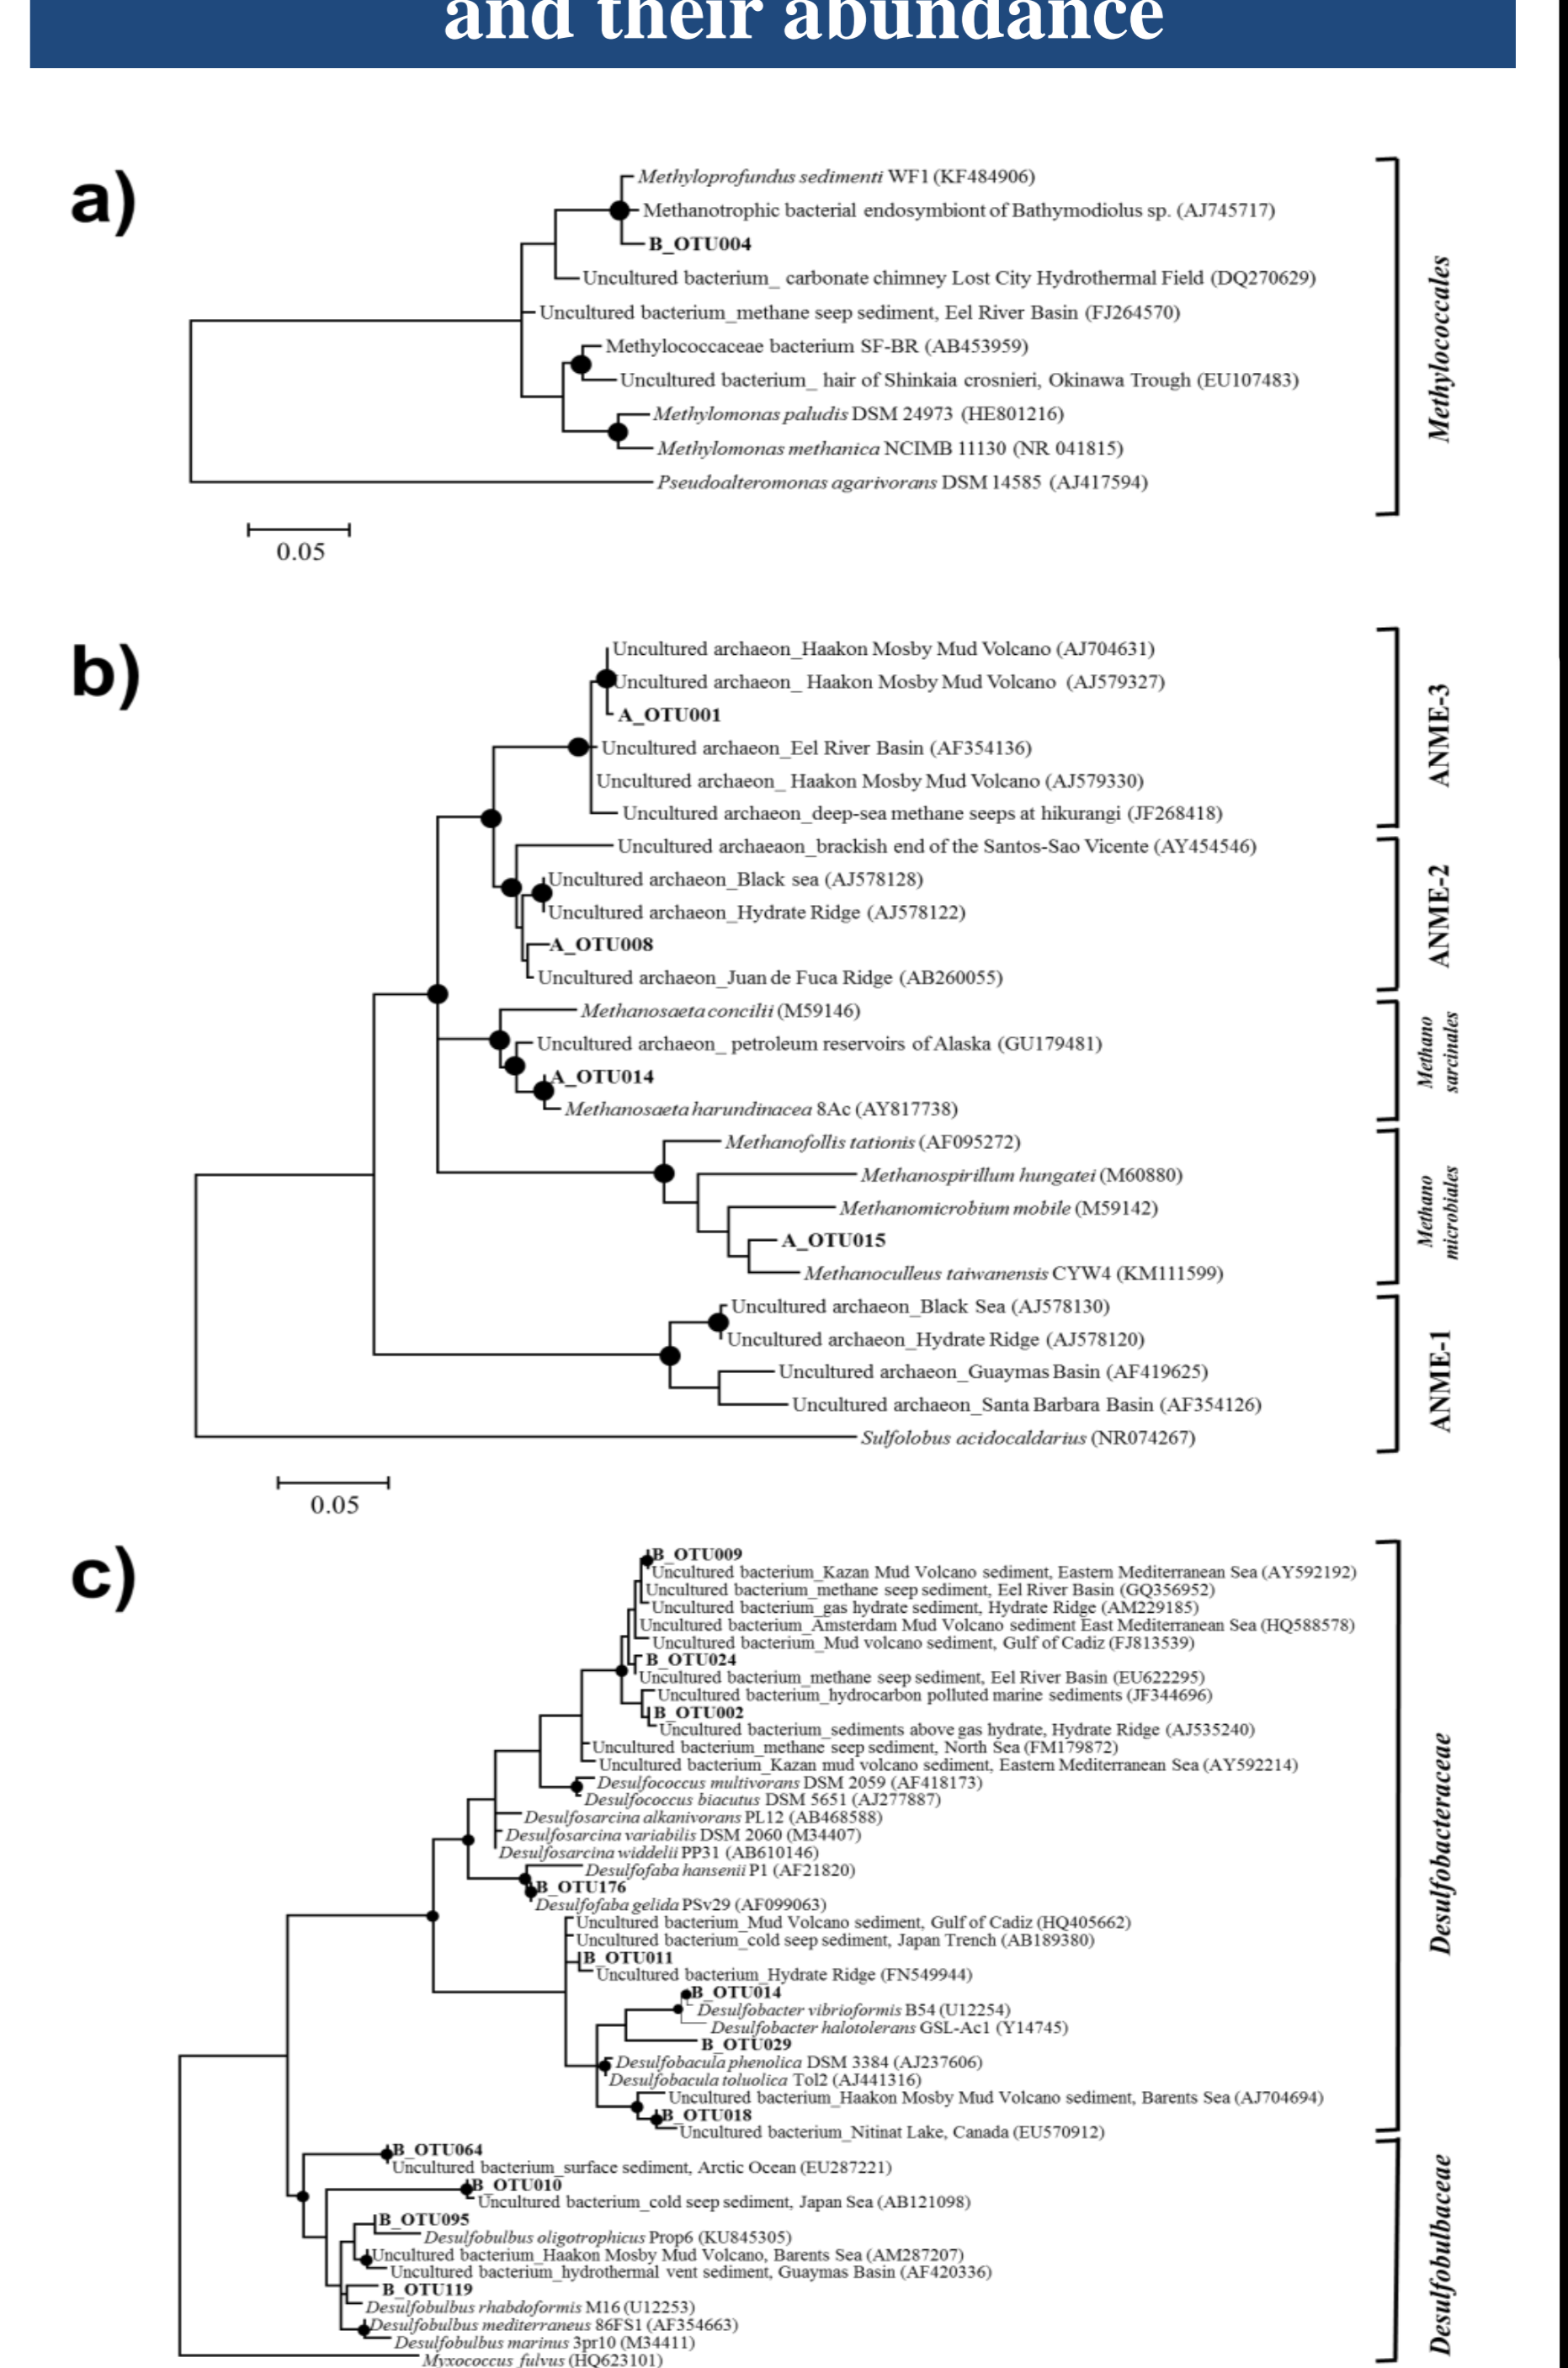 and their abundance
a)
Methyloprofundus sedimenti WF1 (KF484906)
Methanotrophic bacterial endosymbiont of Bathymodiolus sp. (AJ745717)
B_OTU004
Uncultured bacterium_ carbonate chimney Lost City Hydrothermal Field (DQ270629)
Uncultured bacterium_methane seep sediment, Eel River Basin (FJ264570)
Methylococcaceae bacterium SF-BR (AB453959)
Uncultured bacterium_ hair of Shinkaia crosnieri, Okinawa Trough (EU107483)
Methylomonas paludis DSM 24973 (HE801216)
Methylomonas methanica NCIMB 11130 (NR 041815)
Pseudoalteromonas agarivorans DSM 14585 (AJ417594)
Methylococcales
0.05
b)
Uncultured archaeon_Haakon Mosby Mud Volcano (AJ704631)
Uncultured archaeon_ Haakon Mosby Mud Volcano (AJ579327)
A_OTU001
Uncultured archaeon_Eel River Basin (AF354136)
Uncultured archaeon_ Haakon Mosby Mud Volcano (AJ579330)
Uncultured archaeon_deep-sea methane seeps at hikurangi (JF268418)
ANME-3
Uncultured archaeaon_brackish end of the Santos-Sao Vicente (AY454546)
Uncultured archaeon_Black sea (AJ578128)
Uncultured archaeon_Hydrate Ridge (AJ578122)
A_OTU008
Uncultured archaeon_Juan de Fuca Ridge (AB260055)
ANME-2
Methanosaeta concilii (M59146)
Uncultured archaeon_ petroleum reservoirs of Alaska (GU179481)
A_OTU014
Methanosaeta harundinacea 8Ac (AY817738)
Methano
sarcinales
Methanofollis tationis (AF095272)
Methanospirillum hungatei (M60880)
Methanomicrobium mobile (M59142)
A_OTU015
Methanoculleus taiwanensis CYW4 (KM111599)
Methano
microbiales
Uncultured archaeon_Black Sea (AJ578130)
Uncultured archaeon_Hydrate Ridge (AJ578120)
Uncultured archaeon_Guaymas Basin (AF419625)
Uncultured archaeon_Santa Barbara Basin (AF354126)
Sulfolobus acidocaldarius (NR074267)
ANME-1
0.05
c)
B_OTU009
Uncultured bacterium_Kazan Mud Volcano sediment, Eastern Mediterranean Sea (AY592192)
Uncultured bacterium_methane seep sediment, Eel River Basin (GQ356952)
Uncultured bacterium_gas hydrate sediment, Hydrate Ridge (AM229185)
Uncultured bacterium_Amsterdam Mud Volcano sediment East Mediterranean Sea (HQ588578)
Uncultured bacterium_Mud volcano sediment, Gulf of Cadiz (FJ813539)
B_OTU024
Uncultured bacterium_methane seep sediment, Eel River Basin (EU622295)
Uncultured bacterium_hydrocarbon polluted marine sediments (JF344696)
B_OTU002
Uncultured bacterium_sediments above gas hydrate, Hydrate Ridge (AJ535240)
Uncultured bacterium_methane seep sediment, North Sea (FM179872)
Uncultured bacterium_Kazan mud volcano sediment, Eastern Mediterranean Sea (AY592214)
Desulfococcus multivorans DSM 2059 (AF418173)
Desulfococcus biacutus DSM 5651 (AJ277887)
Desulfosarcina alkanivorans PL12 (AB468588)
Desulfosarcina variabilis DSM 2060 (M34407)
Desulfosarcina widdelii PP31 (AB610146)
Desulfofaba hansenii P1 (AF21820)
B_OTU176
Desulfofaba gelida PSv29 (AF099063)
Uncultured bacterium_Mud Volcano sediment, Gulf of Cadiz (HQ405662)
Uncultured bacterium_cold seep sediment, Japan Trench (AB189380)
B_OTU011
Uncultured bacterium_Hydrate Ridge (FN549944)
B_OTU014
Desulfobacter vibrioformis B54 (U12254)
Desulfobacter halotolerans GSL-Ac1 (Y14745)
B_OTU029
Desulfobacula phenolica DSM 3384 (AJ237606)
Desulfobacula toluolica Tol2 (AJ441316)
Uncultured bacterium_Haakon Mosby Mud Volcano sediment, Barents Sea (AJ704694)
B_OTU018
Uncultured bacterium_Nitinat Lake, Canada (EU570912)
Desulfobacteraceae
B_OTU064
Uncultured bacterium_surface sediment, Arctic Ocean (EU287221)
B_OTU010
Uncultured bacterium_cold seep sediment, Japan Sea (AB121098)
B_OTU095
Desulfobulbus oligotrophicus Prop6 (KU845305)
Uncultured bacterium_Haakon Mosby Mud Volcano, Barents Sea (AM287207)
Uncultured bacterium_hydrothermal vent sediment, Guaymas Basin (AF420336)
B_OTU119
Desulfobulbus rhabdoformis M16 (U12253)
Desulfobulbus mediterraneus 86FS1 (AF354663)
Desulfobulbus marinus 3pr10 (M34411)
Myxococcus fulvus (HQ623101)
Desulfobulbaceae